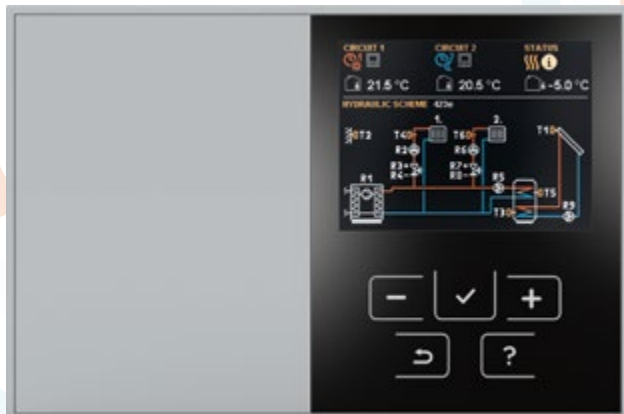 CIRCUIT 1 CIRCUIT 2 STATUS
21.5 °C 20.5 °C -5.0 °C
HYDRAULIC SCHEME 423e
1. 2.
T2 T4 T6 T1
R2 R6
R3+ R7+
R4- R8- R5
R1 T5
T3 R9
- +
?